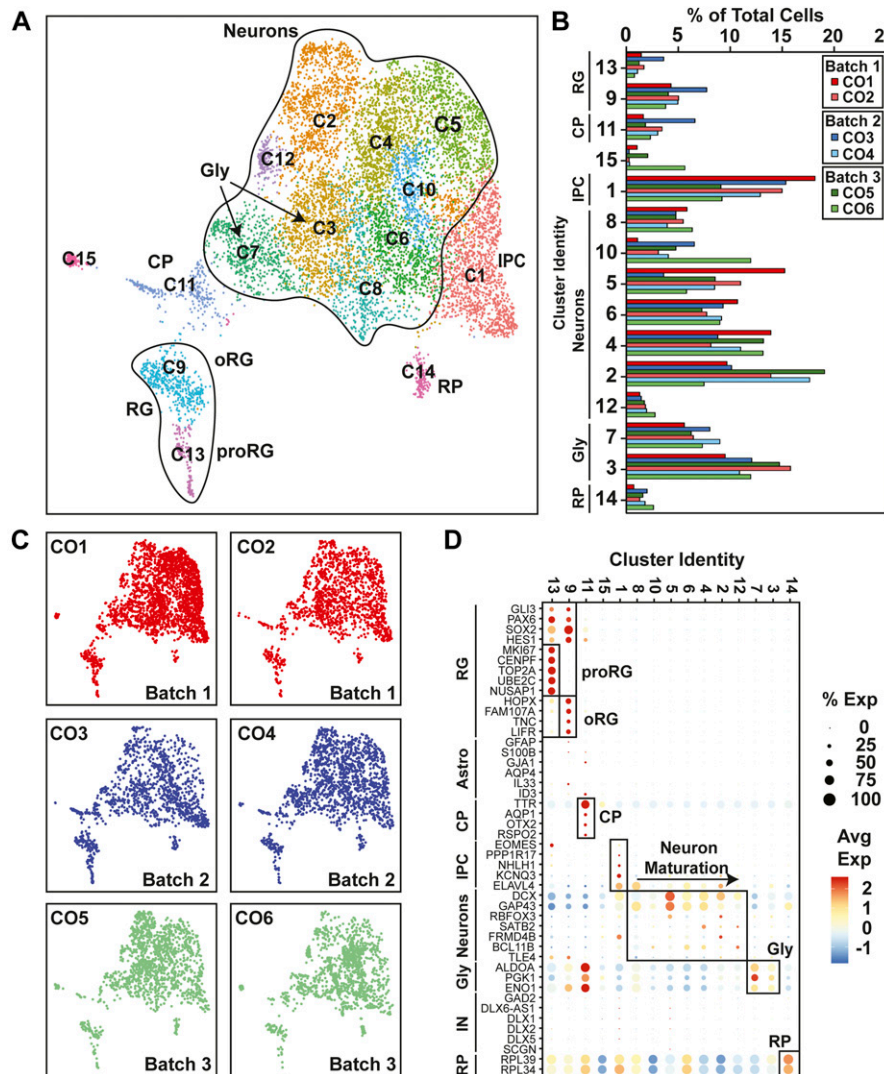 A
Neurons
C2
C4
C5
C12
Gly
C10
C3
C7
C6
C15
CP
C11
C8
C1
IPC
C9
oRG
C14
RP
RG
C13
proRG
B
% of Total Cells
0 5 10 15 20 2
Batch 1
CO1
CO2
Batch 2
CO3
CO4
Batch 3
CO5
CO6
Cluster Identity
RG
13
9
CP
11
15
IPC
1
Neurons
8
10
5
6
4
2
12
Gly
7
3
RP
14
C
CO1
Batch 1
CO2
Batch 1
CO3
Batch 2
CO4
Batch 2
CO5
Batch 3
CO6
Batch 3
D
Cluster Identity
13 9 11 15 1 8 10 5 6 4 2 12 7 3 14
RG
GLI3
PAX6
SOX2
HES1
MKI67
CENPF
TOP2A
UBE2C
NUSAP1
HOPX
FAM107A
TNC
LIFR
proRG
oRG
Astro
GFAP
S100B
GJA1
AQP4
IL33
ID3
CP
TTR
AQP1
OTX2
RSPO2
CP
IPC
EOMES
PPP1R17
NHLH1
KCNQ3
ELAVL4
Neuron
Maturation
Neurons
DCX
GAP43
RBFOX3
SATB2
FRMD4B
BCL11B
TLE4
Gly
Gly
ALDOA
PGK1
ENO1
IN
GAD2
DLX6-AS1
DLX1
DLX2
DLX5
SCGN
RP
RP
RPL39
RPL34
% Exp
0
25
50
75
100
Avg
Exp
2
1
0
-1